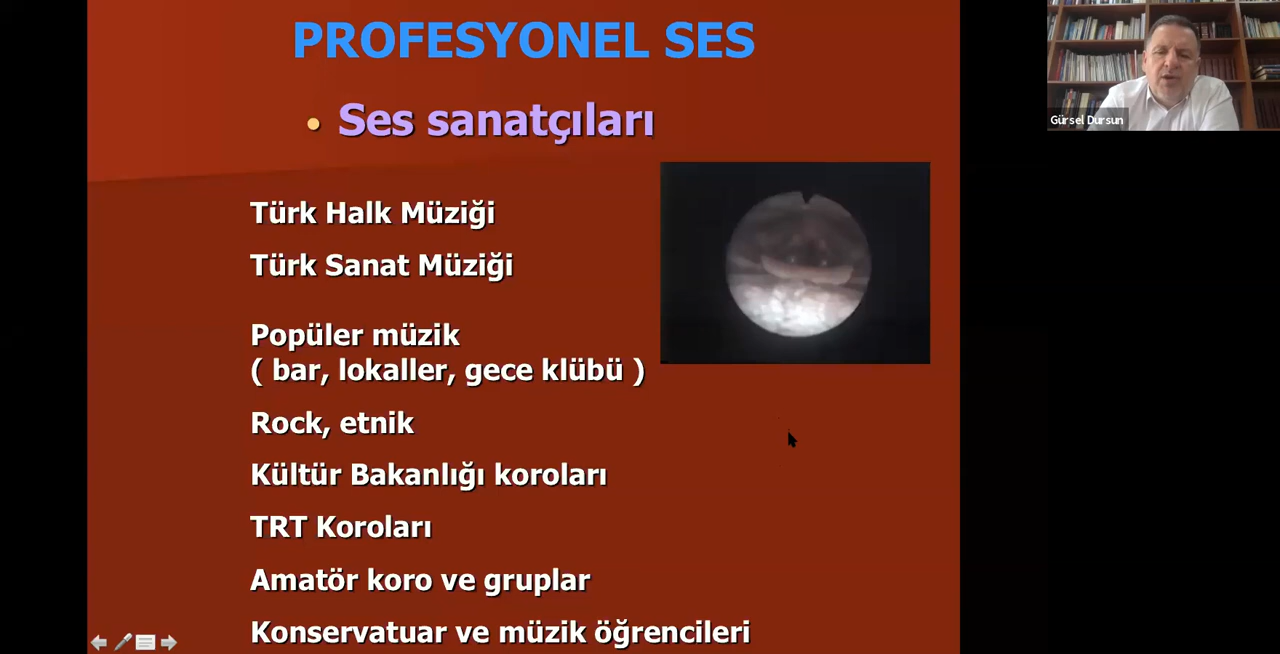 PROFESYONEL SES
• Ses sanatçıları
Türk Halk Müziği
Türk Sanat Müziği
Popüler müzik
( bar, lokaller, gece klübü )
Rock, etnik
Kültür Bakanlığı koroları
TRT Koroları
Amatör koro ve gruplar
Konservatuar ve müzik öğrencileri
Gürsel Dursun